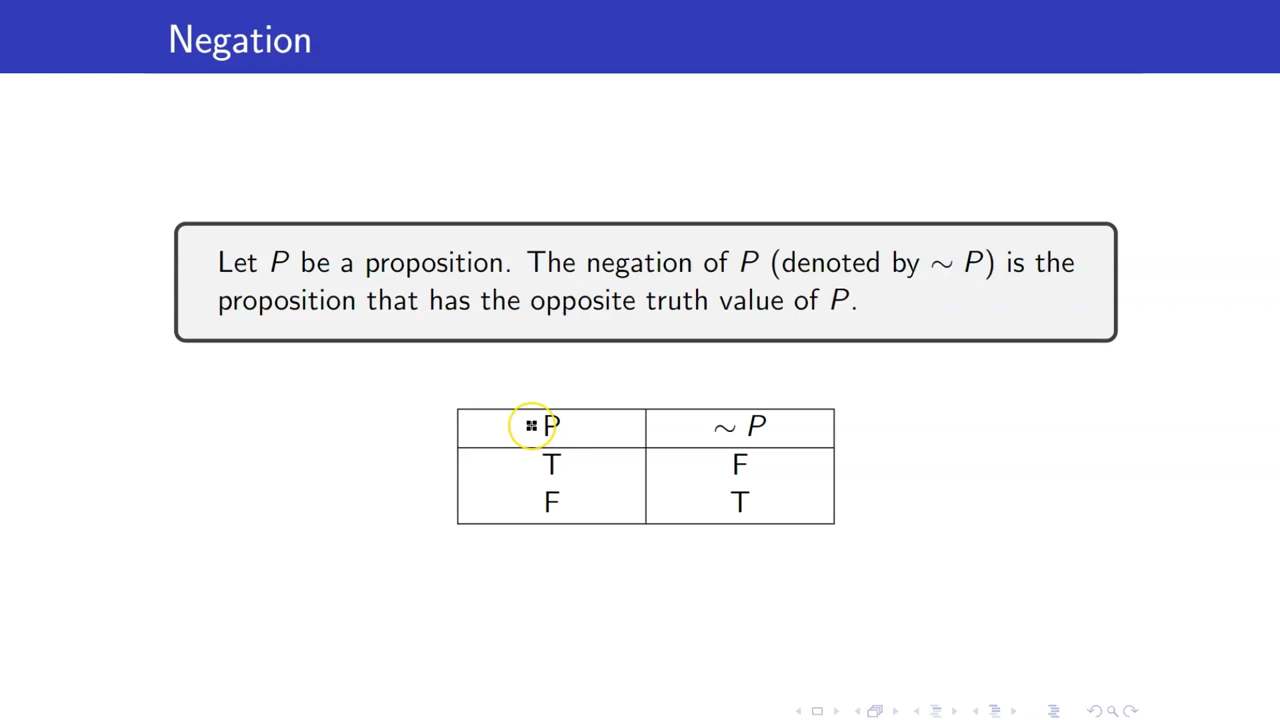 Negation
Let P be a proposition. The negation of P (denoted by ∼ P) is the
proposition that has the opposite truth value of P.
P ∼ P
T F
F T